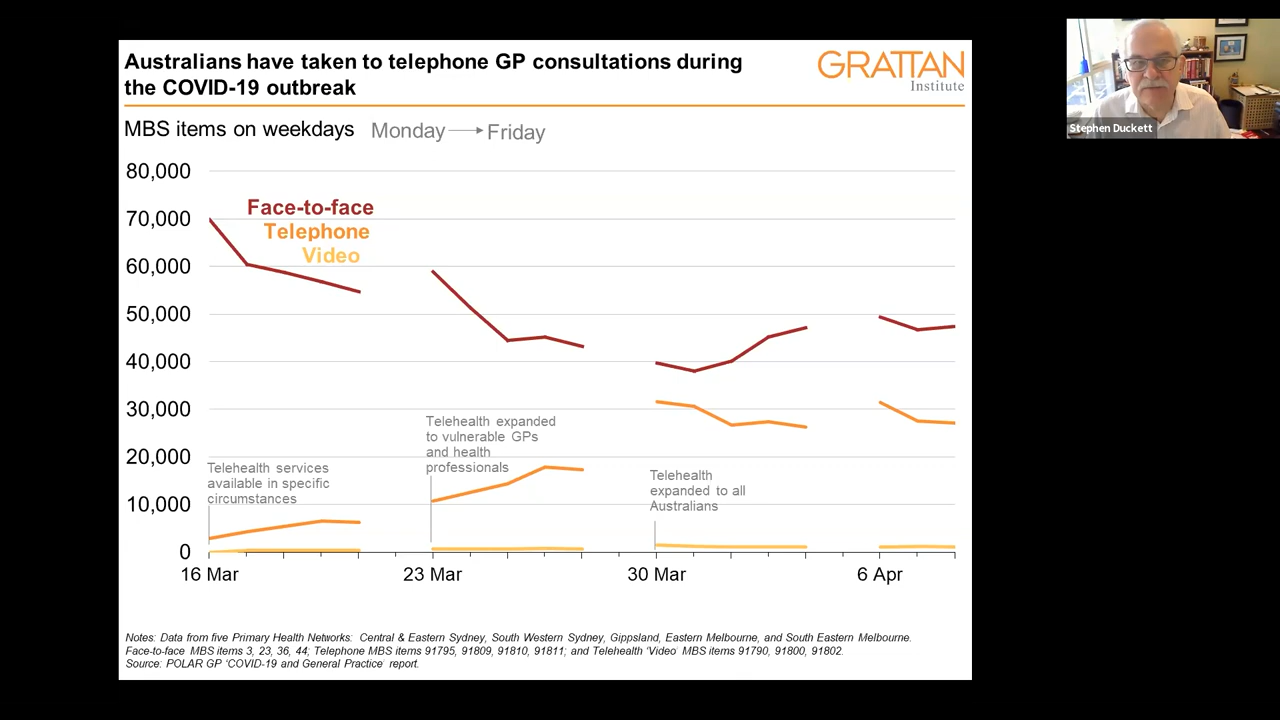 Australians have taken to telephone GP consultations during
the COVID-19 outbreak
GRATTAN
Institute
Stephen Duckett
MBS items on weekdays Monday → Friday
80,000
70,000
60,000
50,000
40,000
30,000
20,000
10,000
0
Face-to-face
Telephone
Video
Telehealth services
available in specific
circumstances
Telehealth expanded
to vulnerable GPs
and health
professionals
Telehealth
expanded to all
Australians
16 Mar
23 Mar
30 Mar
6 Apr
Notes: Data from five Primary Health Networks: Central & Eastern Sydney, South Western Sydney, Gippsland, Eastern Melbourne, and South Eastern Melbourne.
Face-to-face MBS items 3, 23, 36, 44; Telephone MBS items 91795, 91809, 91810, 91811; and Telehealth 'Video' MBS items 91790, 91800, 91802.
Source: POLAR GP 'COVID-19 and General Practice' report.